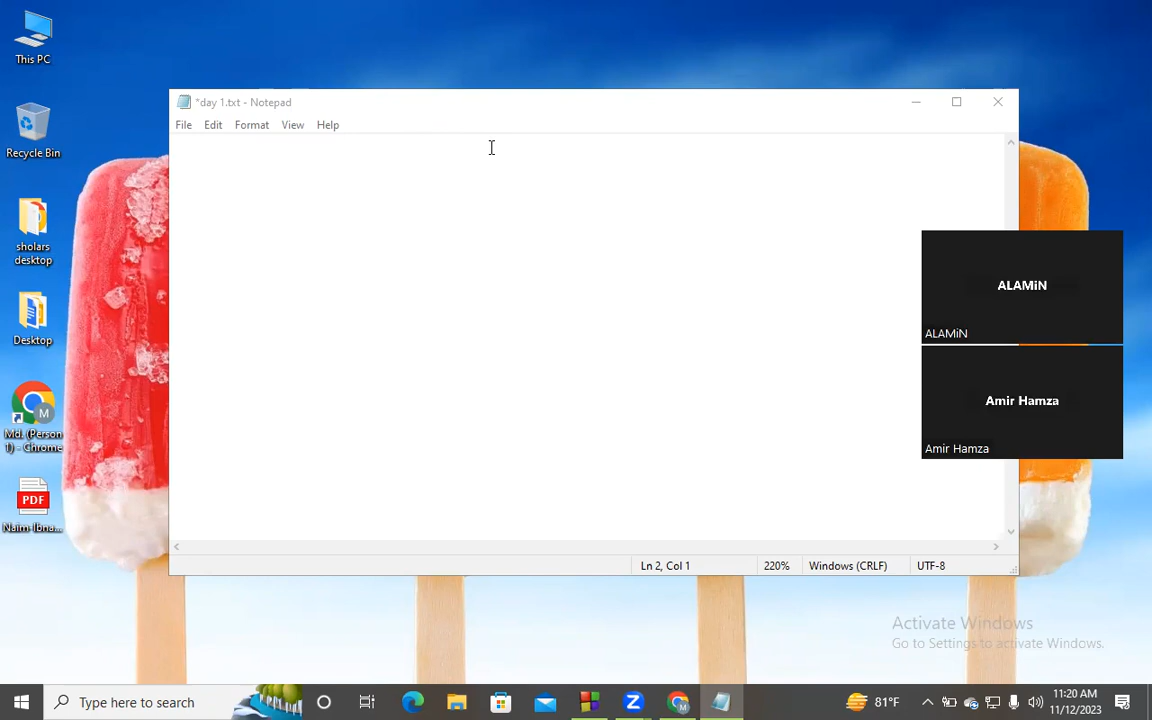 This PC
Recycle Bin
sholars
desktop
Desktop
M
Md. (Person
1) - Chrome
PDF
Naim-Ibna...
*day 1.txt - Notepad
File Edit Format View Help
ALAMiN
ALAMiN
Amir Hamza
Amir Hamza
Ln 2, Col 1 220% Windows (CRLF) UTF-8
Activate Windows
Go to Settings to activate Windows.
Type here to search
81°F
11:20 AM
11/12/2023